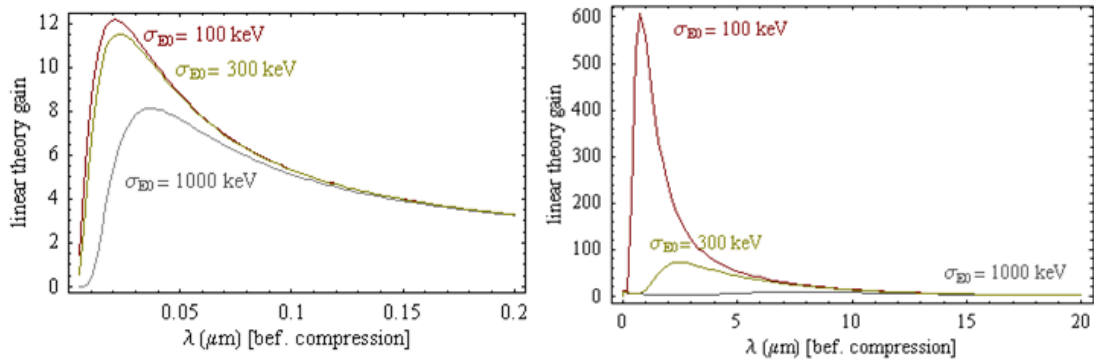 12
10
8
6
4
2
0
linear theory gain
σE0 = 100 keV
σE0 = 300 keV
σE0 = 1000 keV
0.05 0.1 0.15 0.2
λ (μm) [bef. compression]
600
500
400
300
200
100
0
linear theory gain
σE0 = 100 keV
σE0 = 300 keV
σE0 = 1000 keV
0 5 10 15 20
λ (μm) [bef. compression]